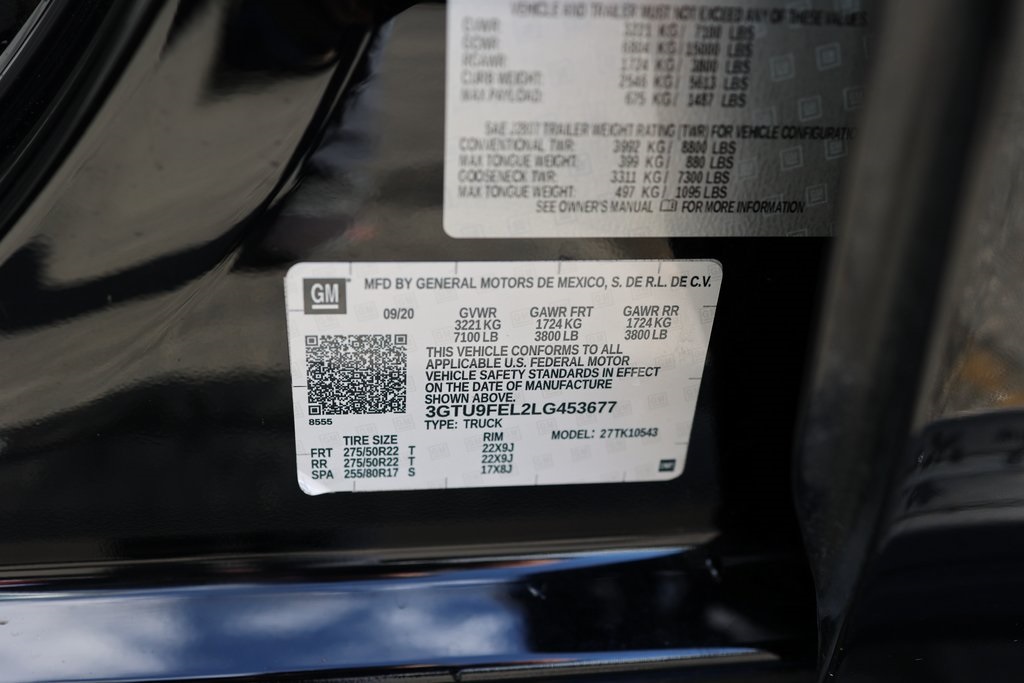 VEHICLE AND TRAILER MUST NOT EXCEED ANY OF THESE VALUES
GVWR: 3221 KG / 7100 LBS
GCWR: 6804 KG / 15000 LBS
RGAWR: 1724 KG / 3800 LBS
CURB WEIGHT: 2546 KG / 5613 LBS
MAX PAYLOAD: 675 KG / 1487 LBS
SAE J2807 TRAILER WEIGHT RATING (TWR) FOR VEHICLE CONFIGURATIO
CONVENTIONAL TWR: 3992 KG / 8800 LBS
MAX TONGUE WEIGHT: 399 KG / 880 LBS
GOOSENECK TWR: 3311 KG / 7300 LBS
MAX TONGUE WEIGHT: 497 KG / 1095 LBS
SEE OWNER'S MANUAL FOR MORE INFORMATION
GM MFD BY GENERAL MOTORS DE MEXICO, S. DE R.L. DE C.V.
09/20 GVWR GAWR FRT GAWR RR
3221 KG 1724 KG 1724 KG
7100 LB 3800 LB 3800 LB
THIS VEHICLE CONFORMS TO ALL
APPLICABLE U.S. FEDERAL MOTOR
VEHICLE SAFETY STANDARDS IN EFFECT
ON THE DATE OF MANUFACTURE
SHOWN ABOVE.
3GTU9FEL2LG453677
8555 TYPE: TRUCK
TIRE SIZE RIM MODEL: 27TK10543
FRT 275/50R22 T 22X9J
RR 275/50R22 T 22X9J
SPA 255/80R17 S 17X8J